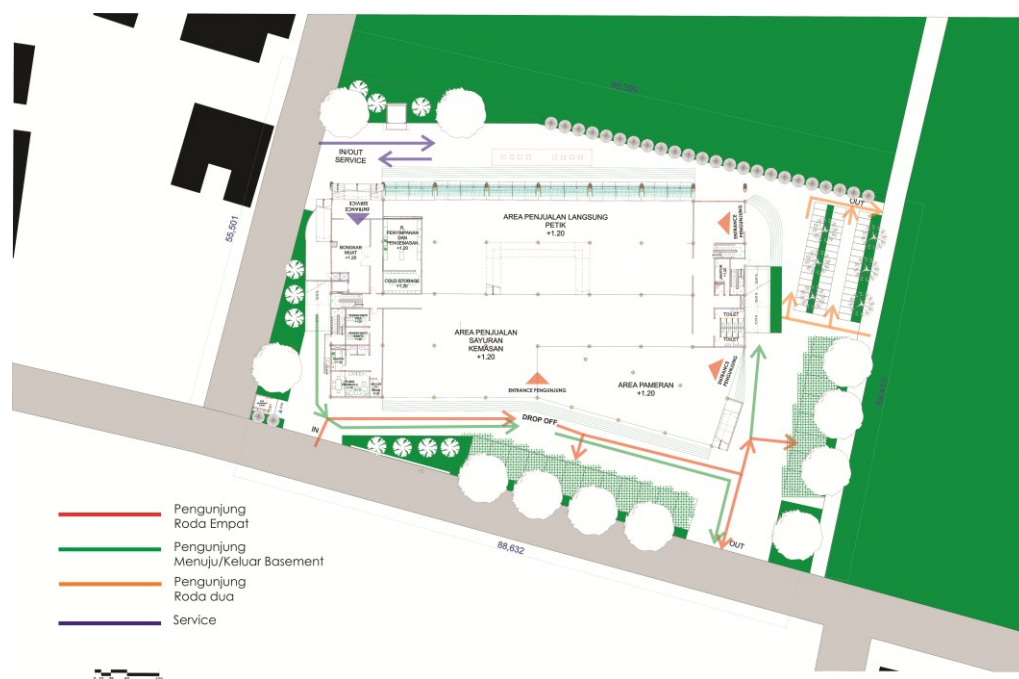 IN/OUT
SERVICE
ENTRANCE
SERVICE
BONGKAR
MUAT
+1.20
R.
PENYIMPANAN
DAN
PENGEMASAN
+1.20
COLD STORAGE
+1.20
AREA PENJUALAN LANGSUNG
PETIK
+1.20
ENTRANCE
PENGUNJUNG
OUT
55,501
TOILET
TOILET
AREA PENJUALAN
SAYURAN
KEMASAN
+1.20
ENTRANCE PENGUNJUNG
AREA PAMERAN
+1.20
ENTRANCE
PENGUNJUNG
IN
DROP OFF
OUT
88,632
Pengunjung
Roda Empat
Pengunjung
Menuju/Keluar Basement
Pengunjung
Roda dua
Service